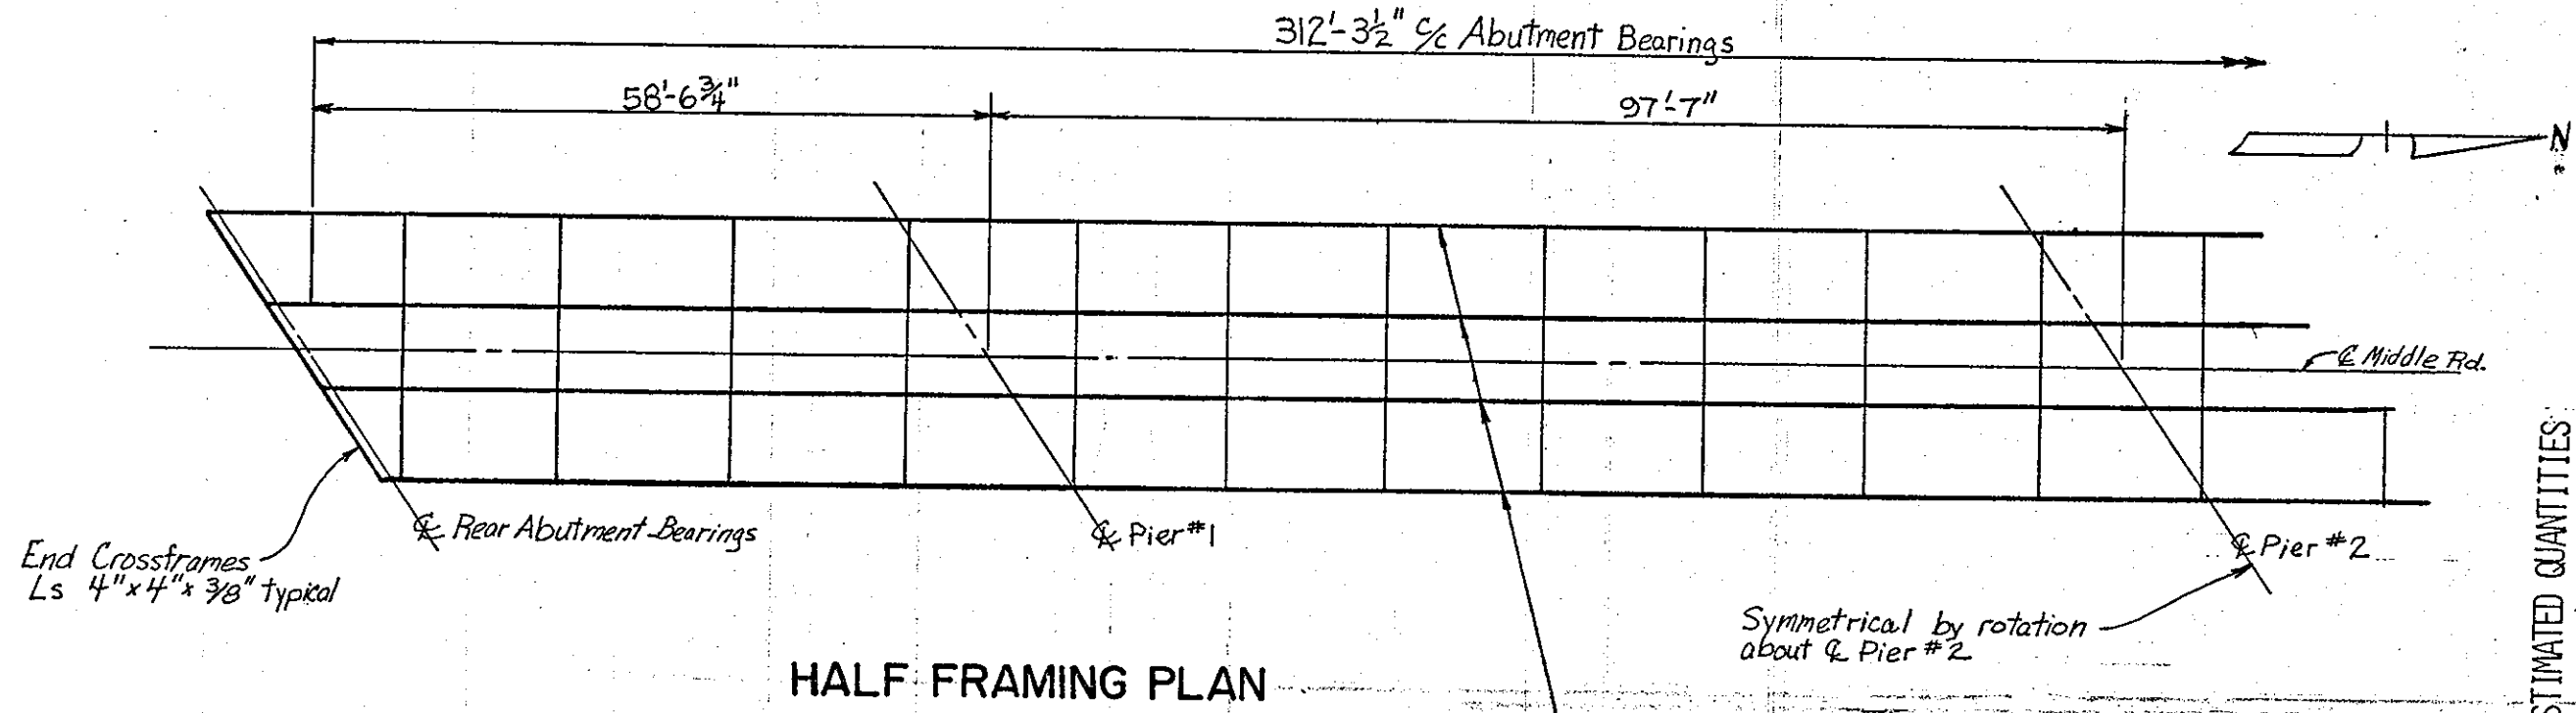 312'-3½" ℄ Abutment Bearings
58'-6¾"
97'-7"
N
℄ Middle Rd.
℄ Rear Abutment Bearings
℄ Pier #1
℄ Pier #2
End Crossframes
Ls 4"x4"x 3/8" typical
Symmetrical by rotation
about ℄ Pier #2
HALF FRAMING PLAN
STIMATED QUANTITIES: